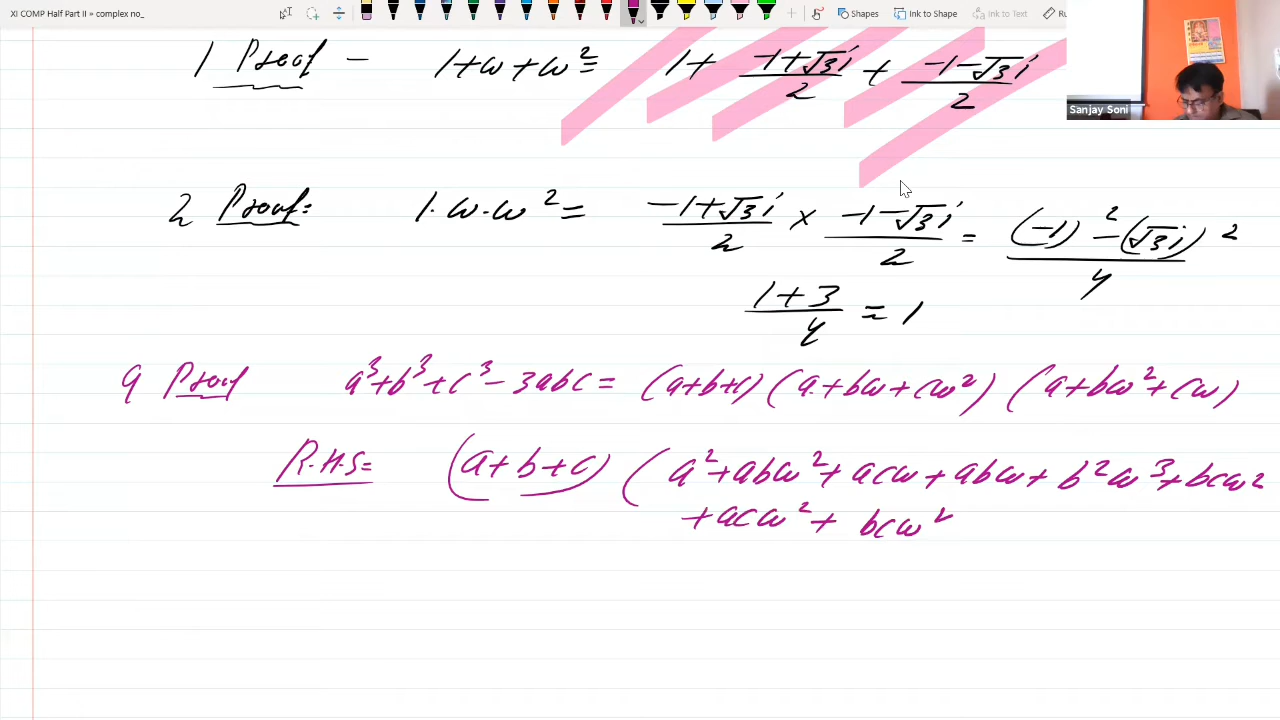 XI COMP Half Part II = complex no_
Shapes Ink to Shape Ink to Text Ru
Sanjay Soni
1 Proof - 1+ω+ω²= 1+ (-1+√3i)/2 + (-1-√3i)/2
2 Proof: 1·ω·ω² = (-1+√3i)/2 × (-1-√3i)/2 = ((-1)²-(√3i)²)/4
(1+3)/4 = 1
9 Proof a³+b³+c³-3abc = (a+b+c) (a+bω+cω²) (a+bω²+cω)
R.H.S= (a+b+c) (a²+abω²+acω+abω+b²ω³+bcω²
+acω²+ bcω²